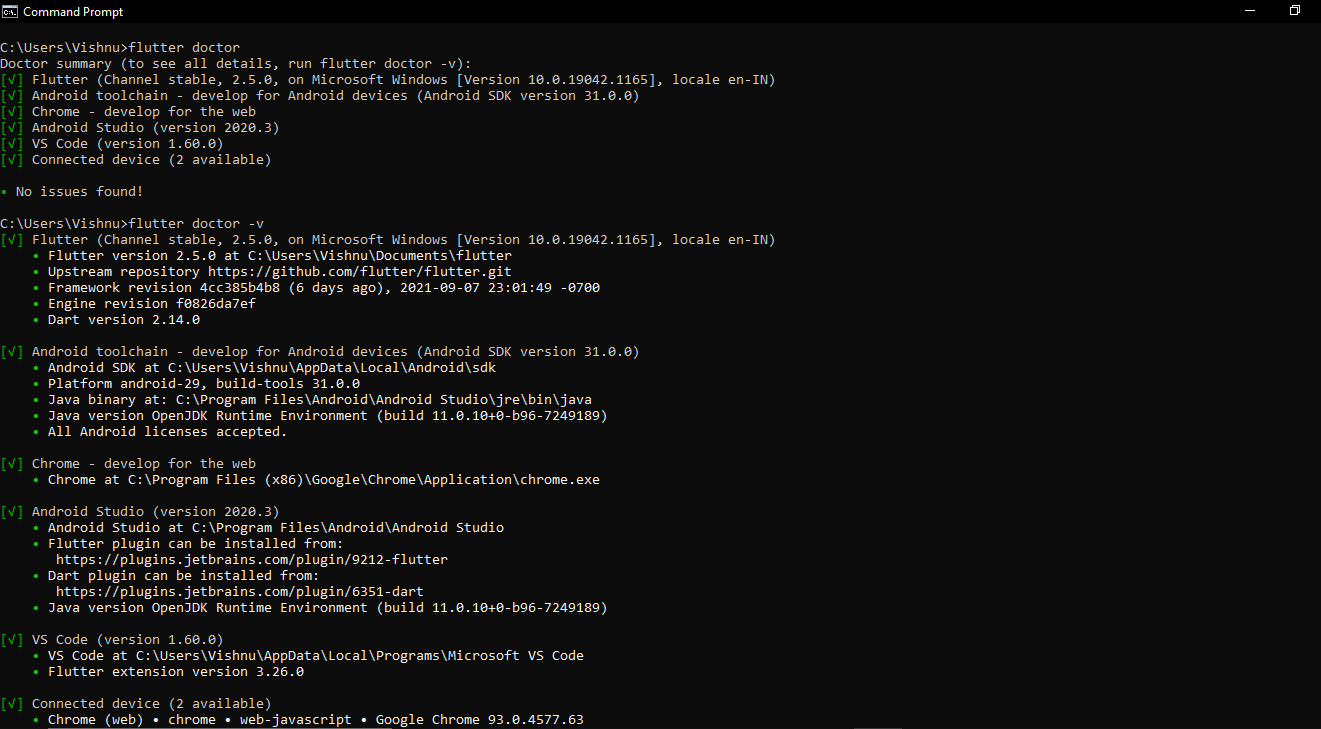 Command Prompt
C:\Users\Vishnu>flutter doctor
Doctor summary (to see all details, run flutter doctor -v):
[√] Flutter (Channel stable, 2.5.0, on Microsoft Windows [Version 10.0.19042.1165], locale en-IN)
[√] Android toolchain - develop for Android devices (Android SDK version 31.0.0)
[√] Chrome - develop for the web
[√] Android Studio (version 2020.3)
[√] VS Code (version 1.60.0)
[√] Connected device (2 available)
• No issues found!
C:\Users\Vishnu>flutter doctor -v
[√] Flutter (Channel stable, 2.5.0, on Microsoft Windows [Version 10.0.19042.1165], locale en-IN)
• Flutter version 2.5.0 at C:\Users\Vishnu\Documents\flutter
• Upstream repository https://github.com/flutter/flutter.git
• Framework revision 4cc385b4b8 (6 days ago), 2021-09-07 23:01:49 -0700
• Engine revision f0826da7ef
• Dart version 2.14.0
[√] Android toolchain - develop for Android devices (Android SDK version 31.0.0)
• Android SDK at C:\Users\Vishnu\AppData\Local\Android\sdk
• Platform android-29, build-tools 31.0.0
• Java binary at: C:\Program Files\Android\Android Studio\jre\bin\java
• Java version OpenJDK Runtime Environment (build 11.0.10+0-b96-7249189)
• All Android licenses accepted.
[√] Chrome - develop for the web
• Chrome at C:\Program Files (x86)\Google\Chrome\Application\chrome.exe
[√] Android Studio (version 2020.3)
• Android Studio at C:\Program Files\Android\Android Studio
• Flutter plugin can be installed from:
https://plugins.jetbrains.com/plugin/9212-flutter
• Dart plugin can be installed from:
https://plugins.jetbrains.com/plugin/6351-dart
• Java version OpenJDK Runtime Environment (build 11.0.10+0-b96-7249189)
[√] VS Code (version 1.60.0)
• VS Code at C:\Users\Vishnu\AppData\Local\Programs\Microsoft VS Code
• Flutter extension version 3.26.0
[√] Connected device (2 available)
• Chrome (web) • chrome • web-javascript • Google Chrome 93.0.4577.63